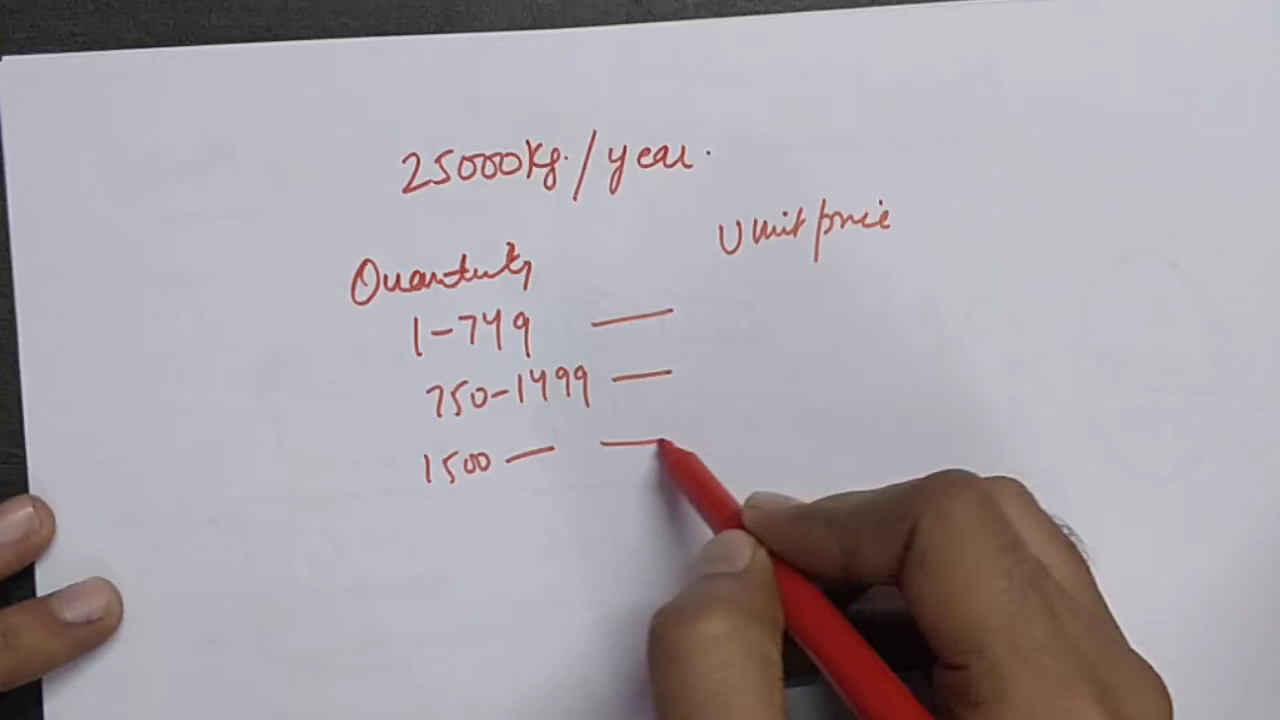 25000Kg./year.
Unit price
Quantity
1-749 —
750-1499 —
1500 — —